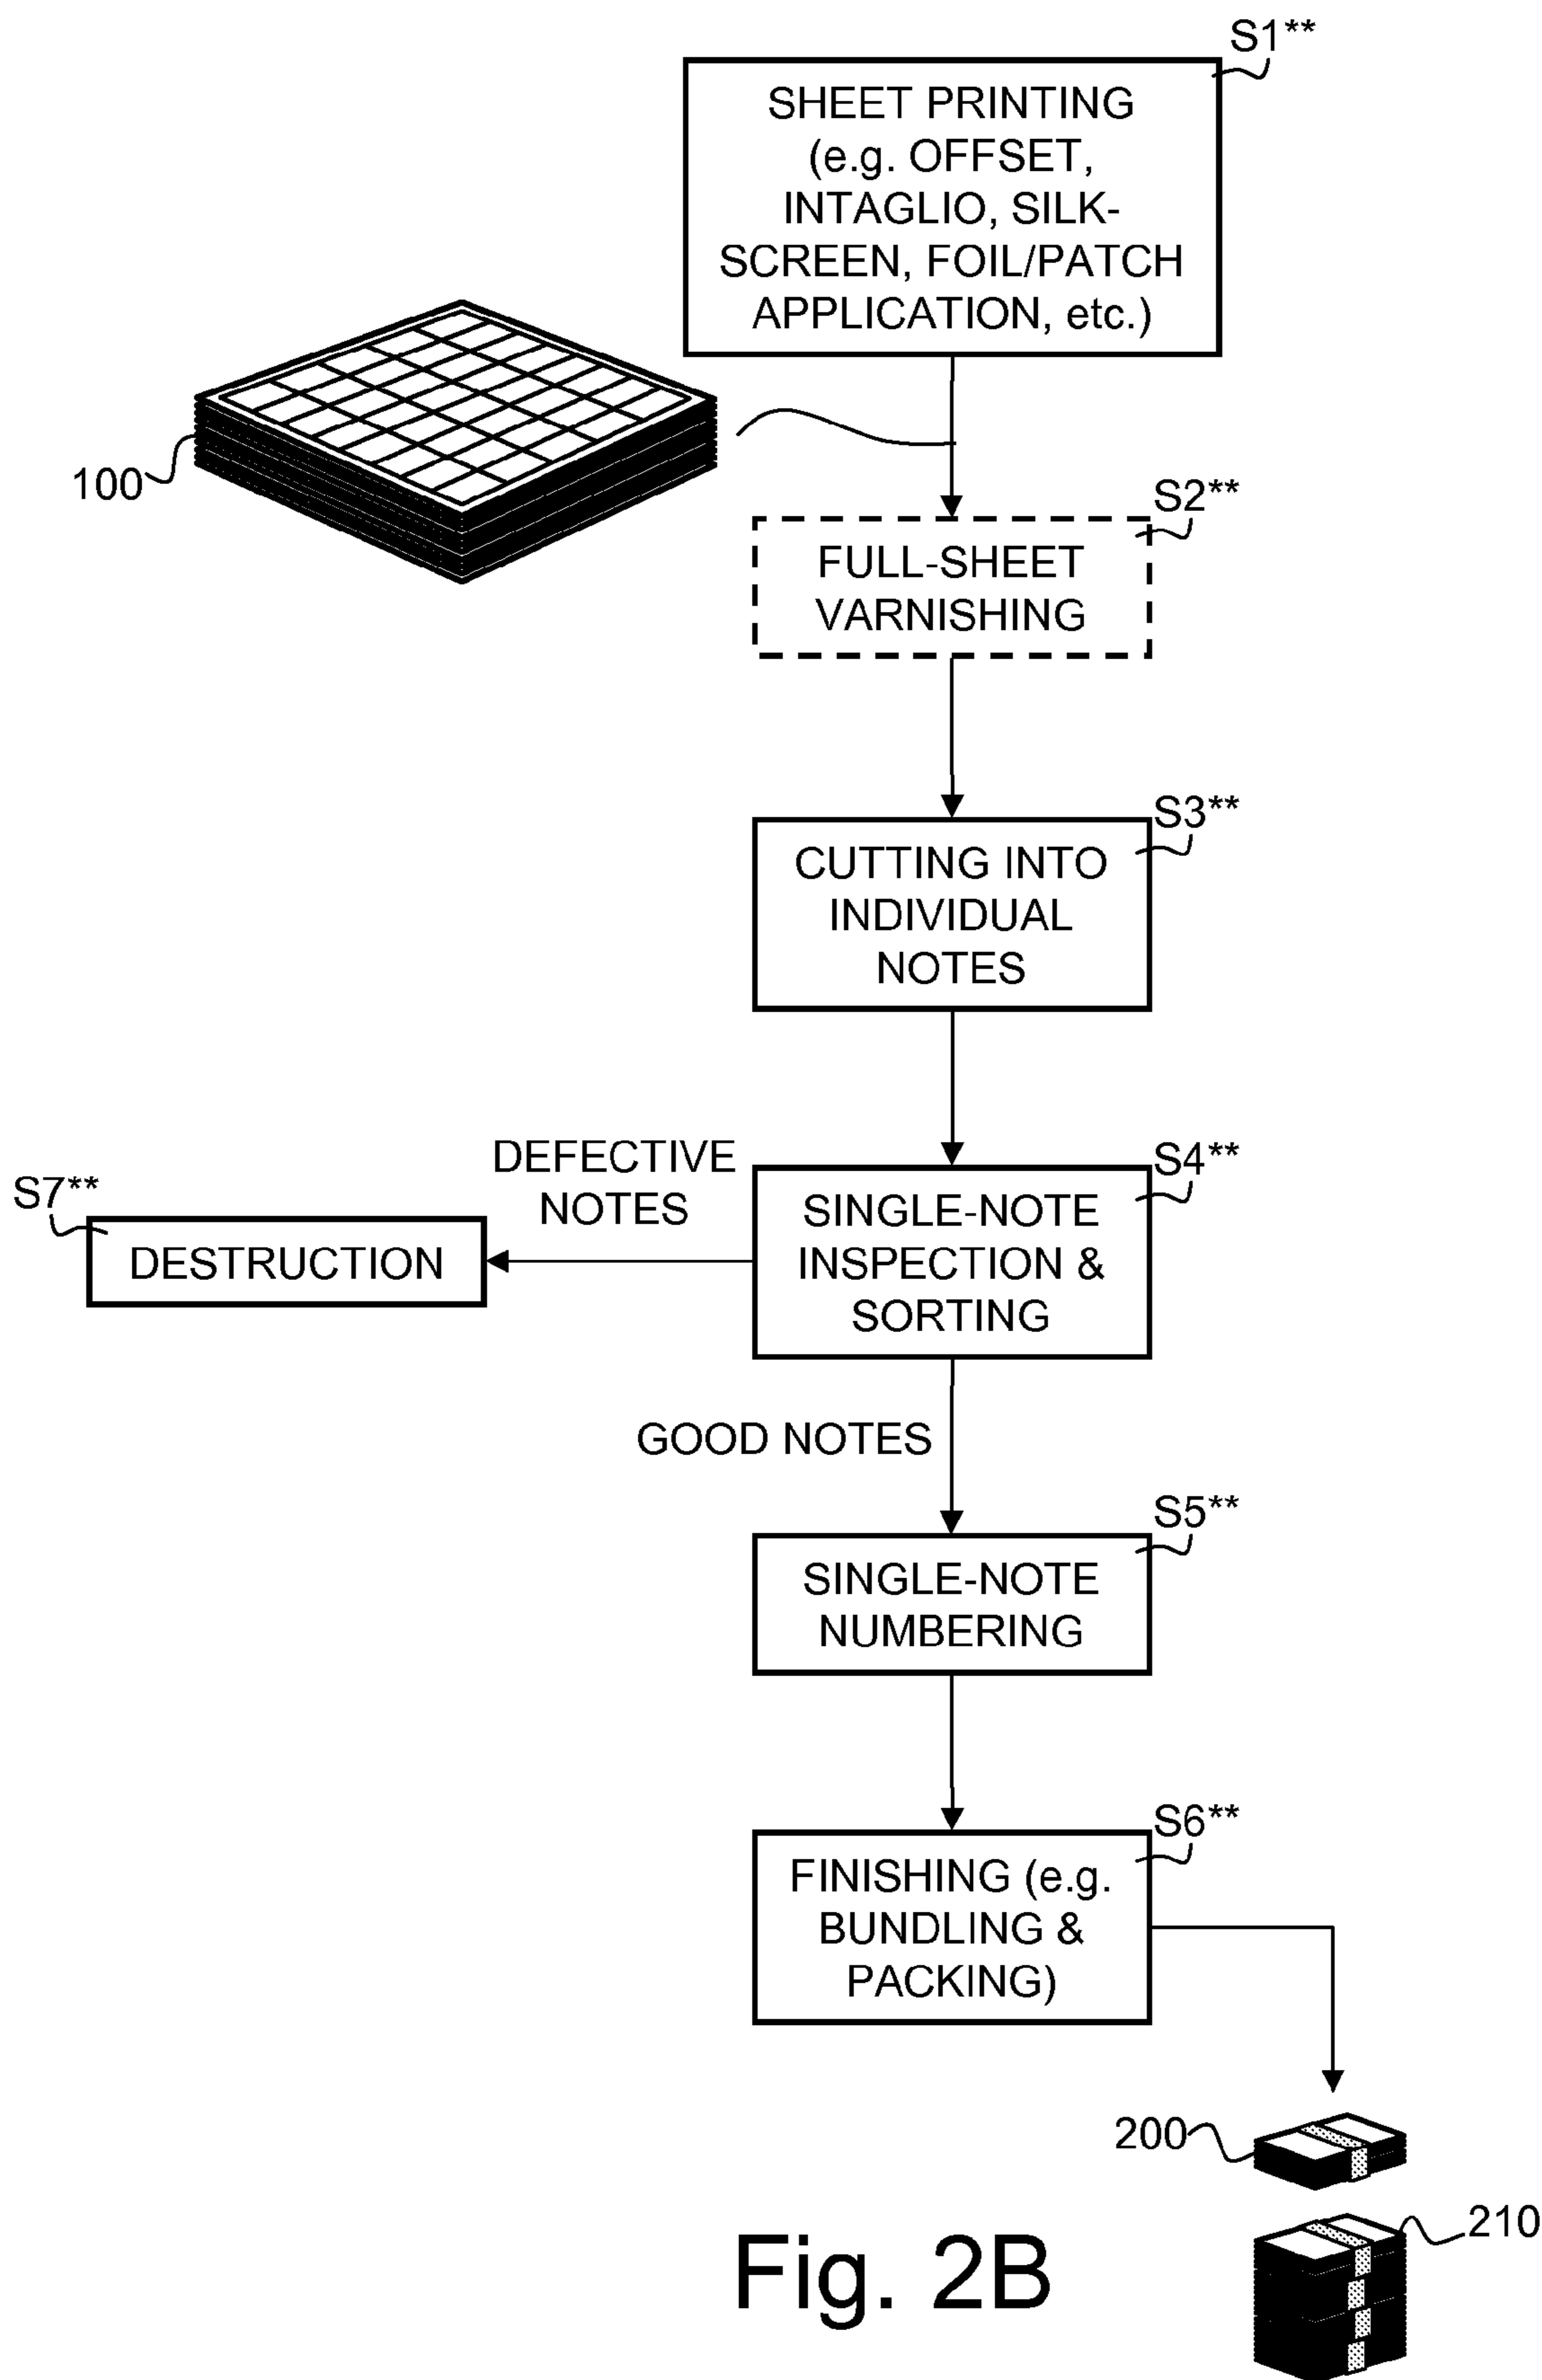 S1**
SHEET PRINTING
(e.g. OFFSET,
INTAGLIO, SILK-
SCREEN, FOIL/PATCH
APPLICATION, etc.)
100
S2**
FULL-SHEET
VARNISHING
S3**
CUTTING INTO
INDIVIDUAL
NOTES
S4**
SINGLE-NOTE
INSPECTION &
SORTING
DEFECTIVE
NOTES
S7**
DESTRUCTION
GOOD NOTES
S5**
SINGLE-NOTE
NUMBERING
S6**
FINISHING (e.g.
BUNDLING &
PACKING)
200
210
Fig. 2B